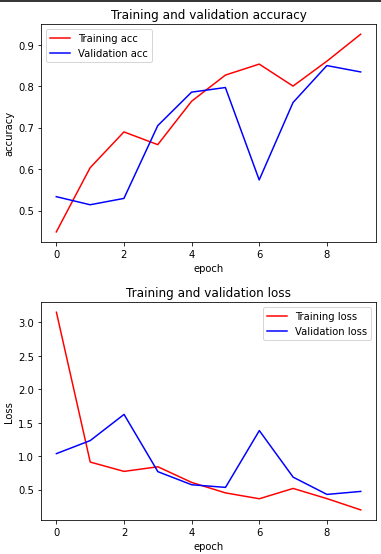 Training and validation accuracy
Training acc
Validation acc
0.9
0.8
0.7
0.6
0.5
accuracy
0 2 4 6 8
epoch
Training and validation loss
Training loss
Validation loss
3.0
2.5
2.0
1.5
1.0
0.5
Loss
0 2 4 6 8
epoch